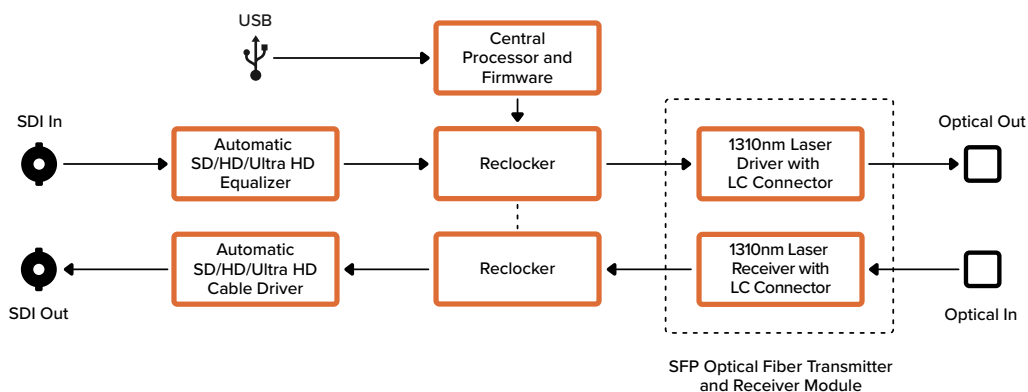 USB
Central
Processor and
Firmware
SDI In
Automatic
SD/HD/Ultra HD
Equalizer
Reclocker
1310nm Laser
Driver with
LC Connector
Optical Out
Automatic
SD/HD/Ultra HD
Cable Driver
Reclocker
1310nm Laser
Receiver with
LC Connector
SDI Out
Optical In
SFP Optical Fiber Transmitter
and Receiver Module